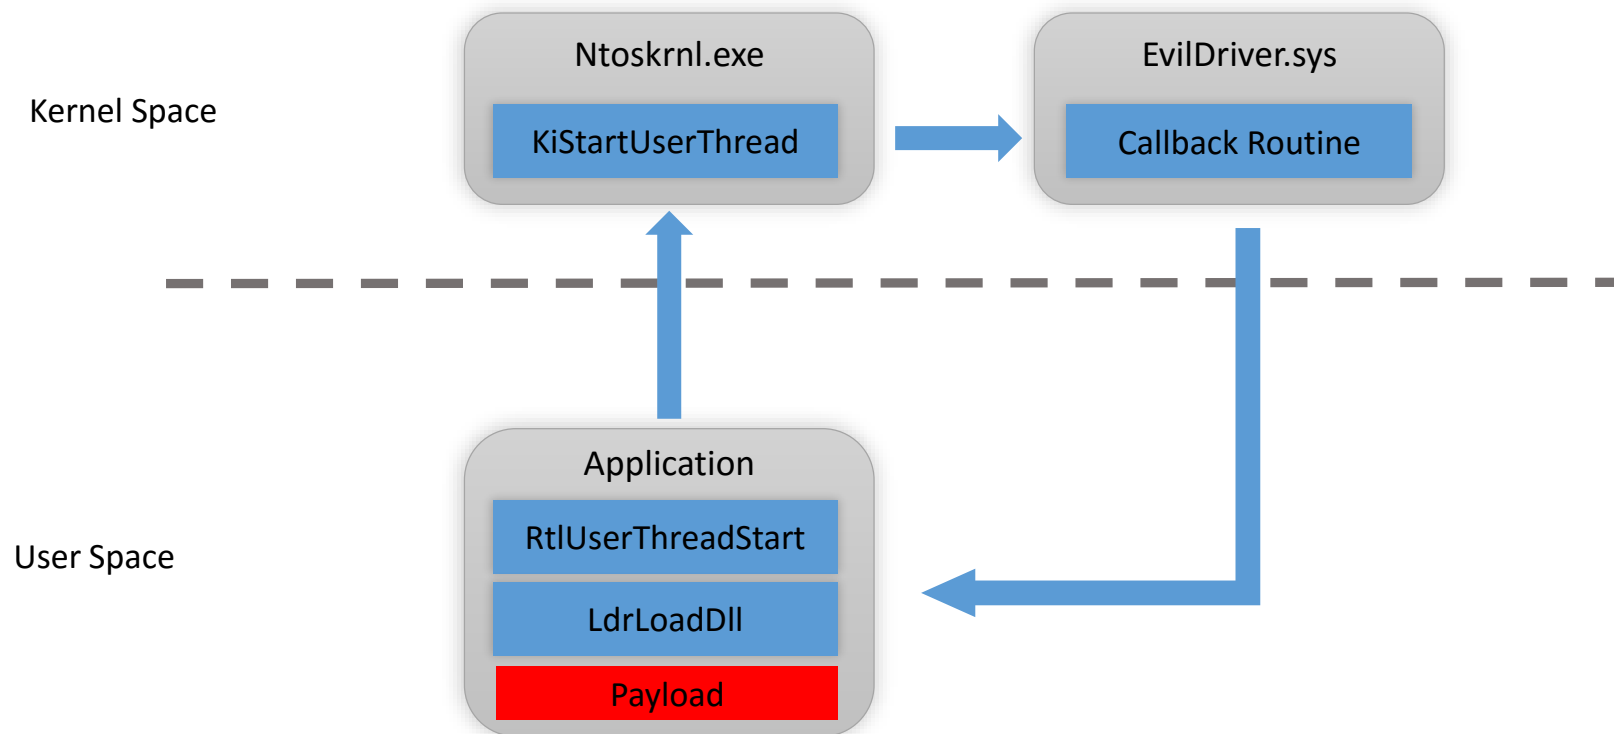 Kernel Space
Ntoskrnl.exe
KiStartUserThread
EvilDriver.sys
Callback Routine
User Space
Application
RtlUserThreadStart
LdrLoadDll
Payload